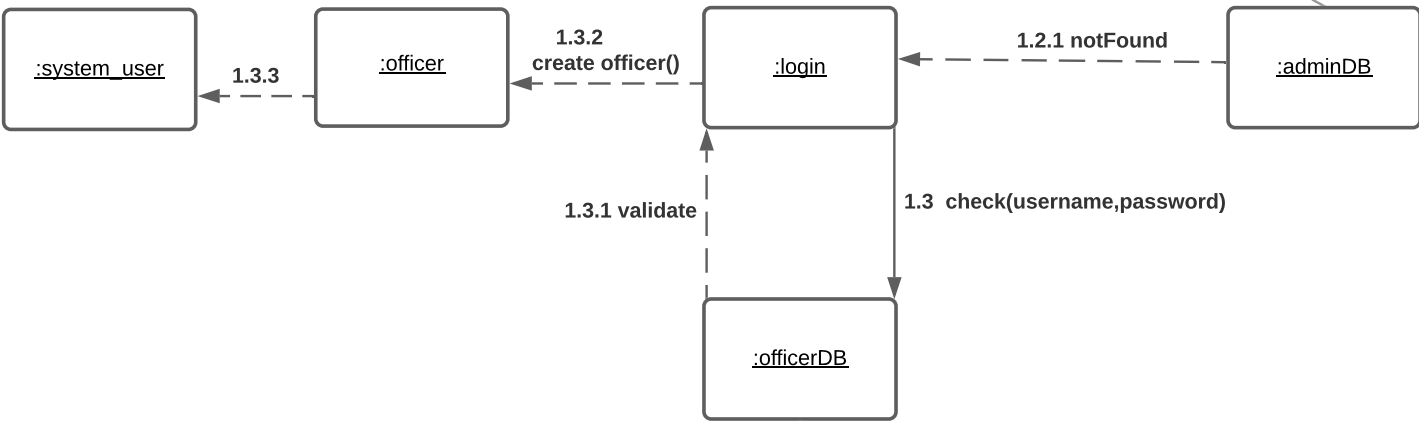 :system_user
1.3.3
:officer
1.3.2
create officer()
:login
1.2.1 notFound
:adminDB
1.3.1 validate
1.3  check(username,password)
:officerDB